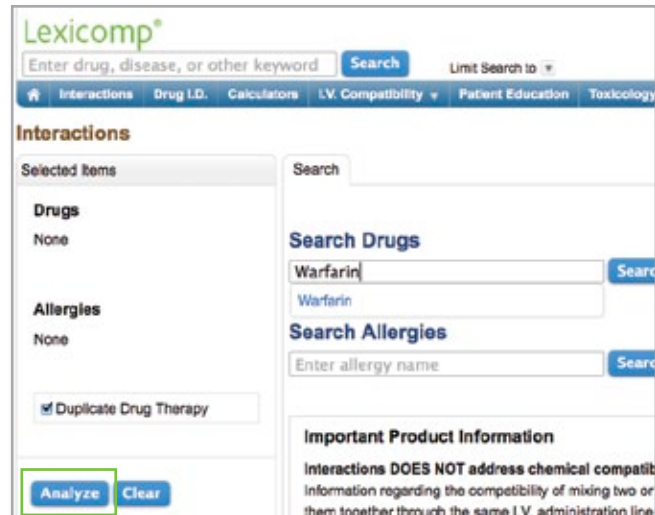 Lexicomp®
Enter drug, disease, or other keyword Search Limit Search to
Interactions Drug I.D. Calculators I.V. Compatibility Patient Education Toxicology
Interactions
Selected Items
Drugs
None
Allergies
None
Duplicate Drug Therapy
Analyze Clear
Search
Search Drugs
Warfarin Searc
Warfarin
Search Allergies
Enter allergy name Searc
Important Product Information
Interactions DOES NOT address chemical compatib
Information regarding the compatibility of mixing two or
them together through the same I.V. administration line